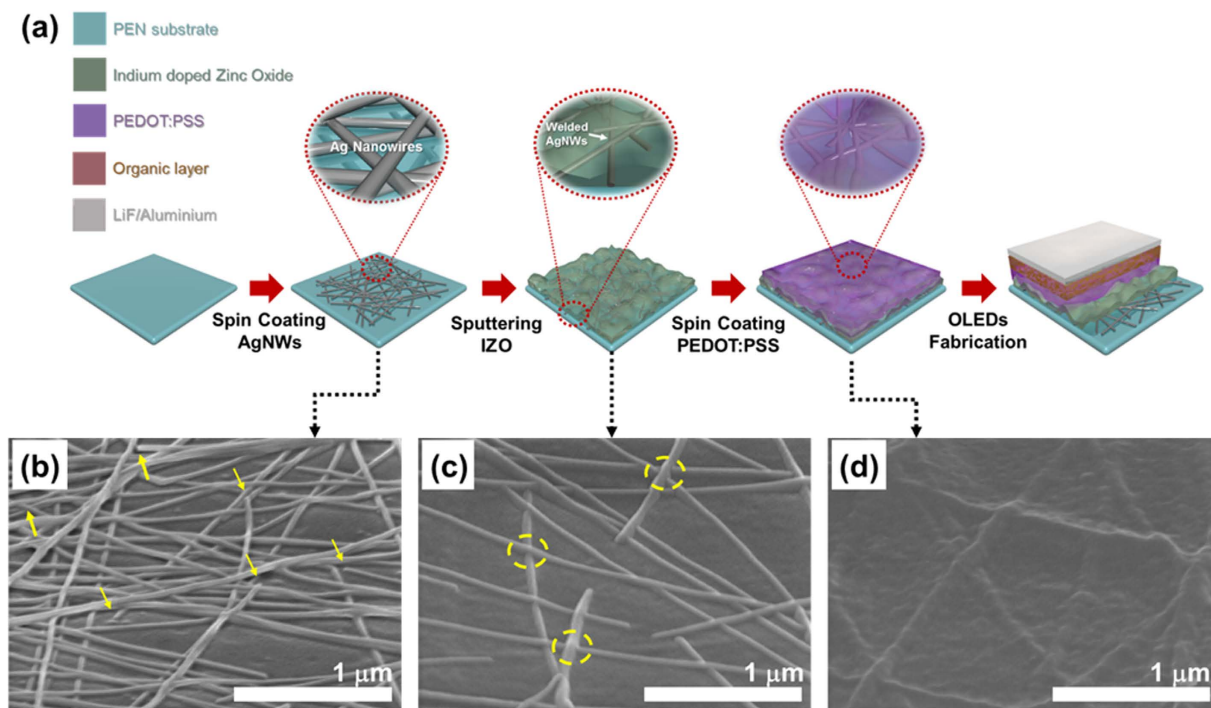 (a)
PEN substrate
Indium doped Zinc Oxide
PEDOT:PSS
Organic layer
LiF/Aluminium
Ag Nanowires
Welded
AgNWs
Spin Coating
AgNWs
Sputtering
IZO
Spin Coating
PEDOT:PSS
OLEDs
Fabrication
(b)
1 μm
(c)
1 μm
(d)
1 μm